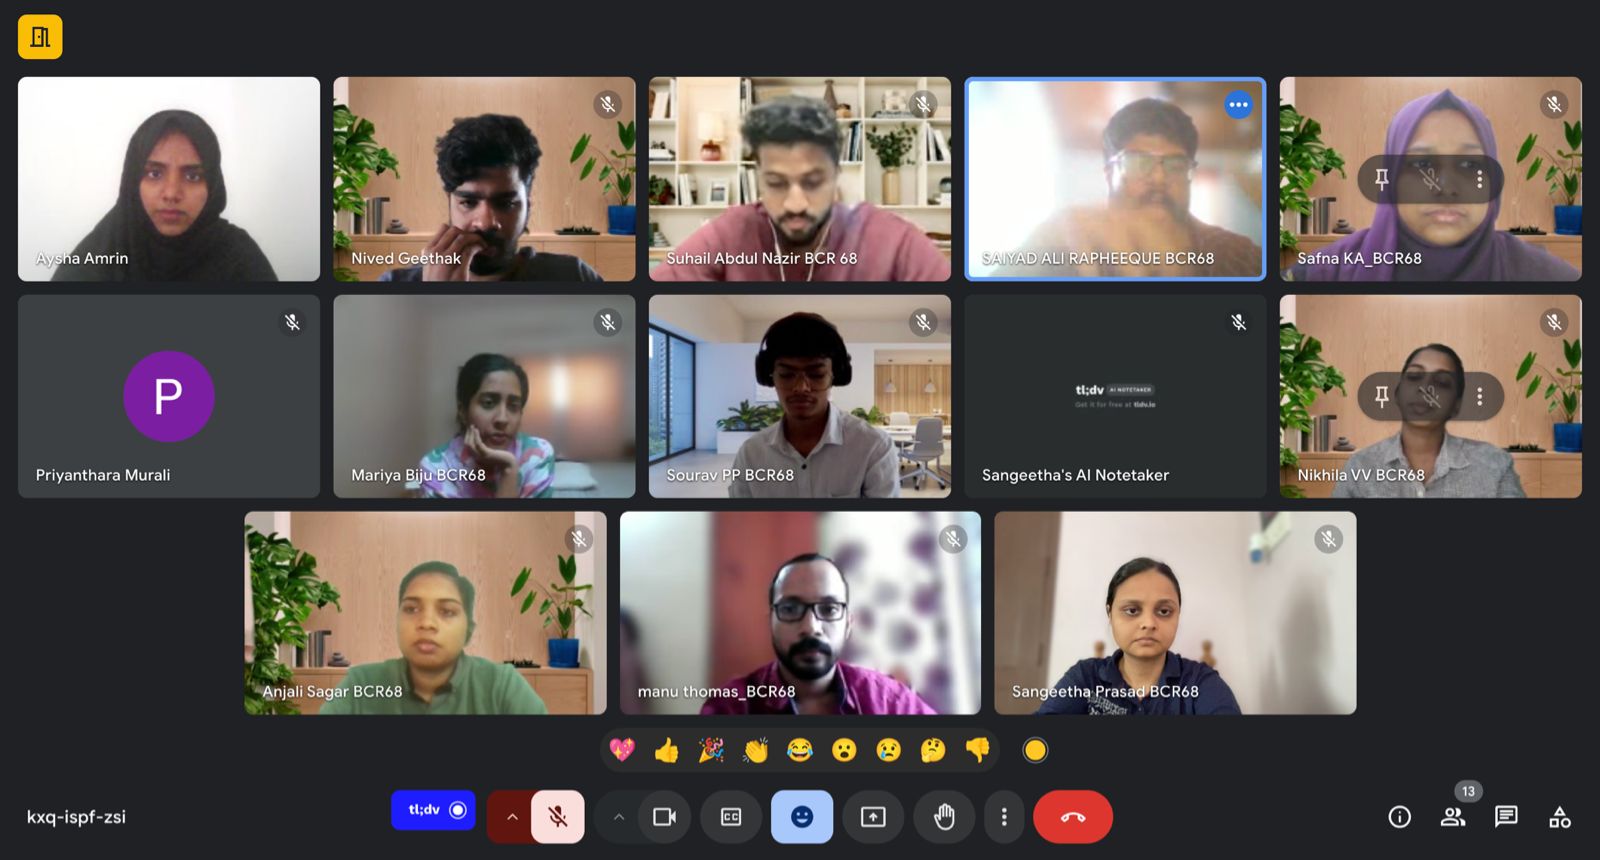 Aysha Amrin
Nived Geethak
Suhail Abdul Nazir BCR 68
SAIYAD ALI RAPHEEQUE BCR68
Safna KA_BCR68
P
Priyanthara Murali
Mariya Biju BCR68
Sourav PP BCR68
tl;dv AI NOTETAKER
Get it for free at tldv.io
Sangeetha's AI Notetaker
Nikhila VV BCR68
Anjali Sagar BCR68
manu thomas_BCR68
Sangeetha Prasad BCR68
kxq-ispf-zsi
tl;dv
CC
13